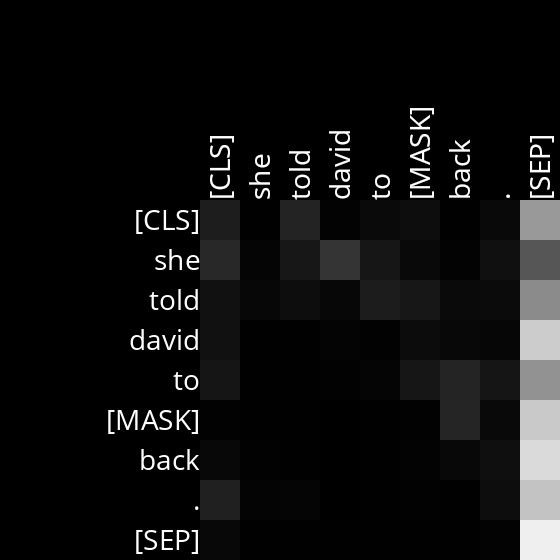 [CLS] she told david to [MASK] back . [SEP]
[CLS]
she
told
david
to
[MASK]
back
.
[SEP]